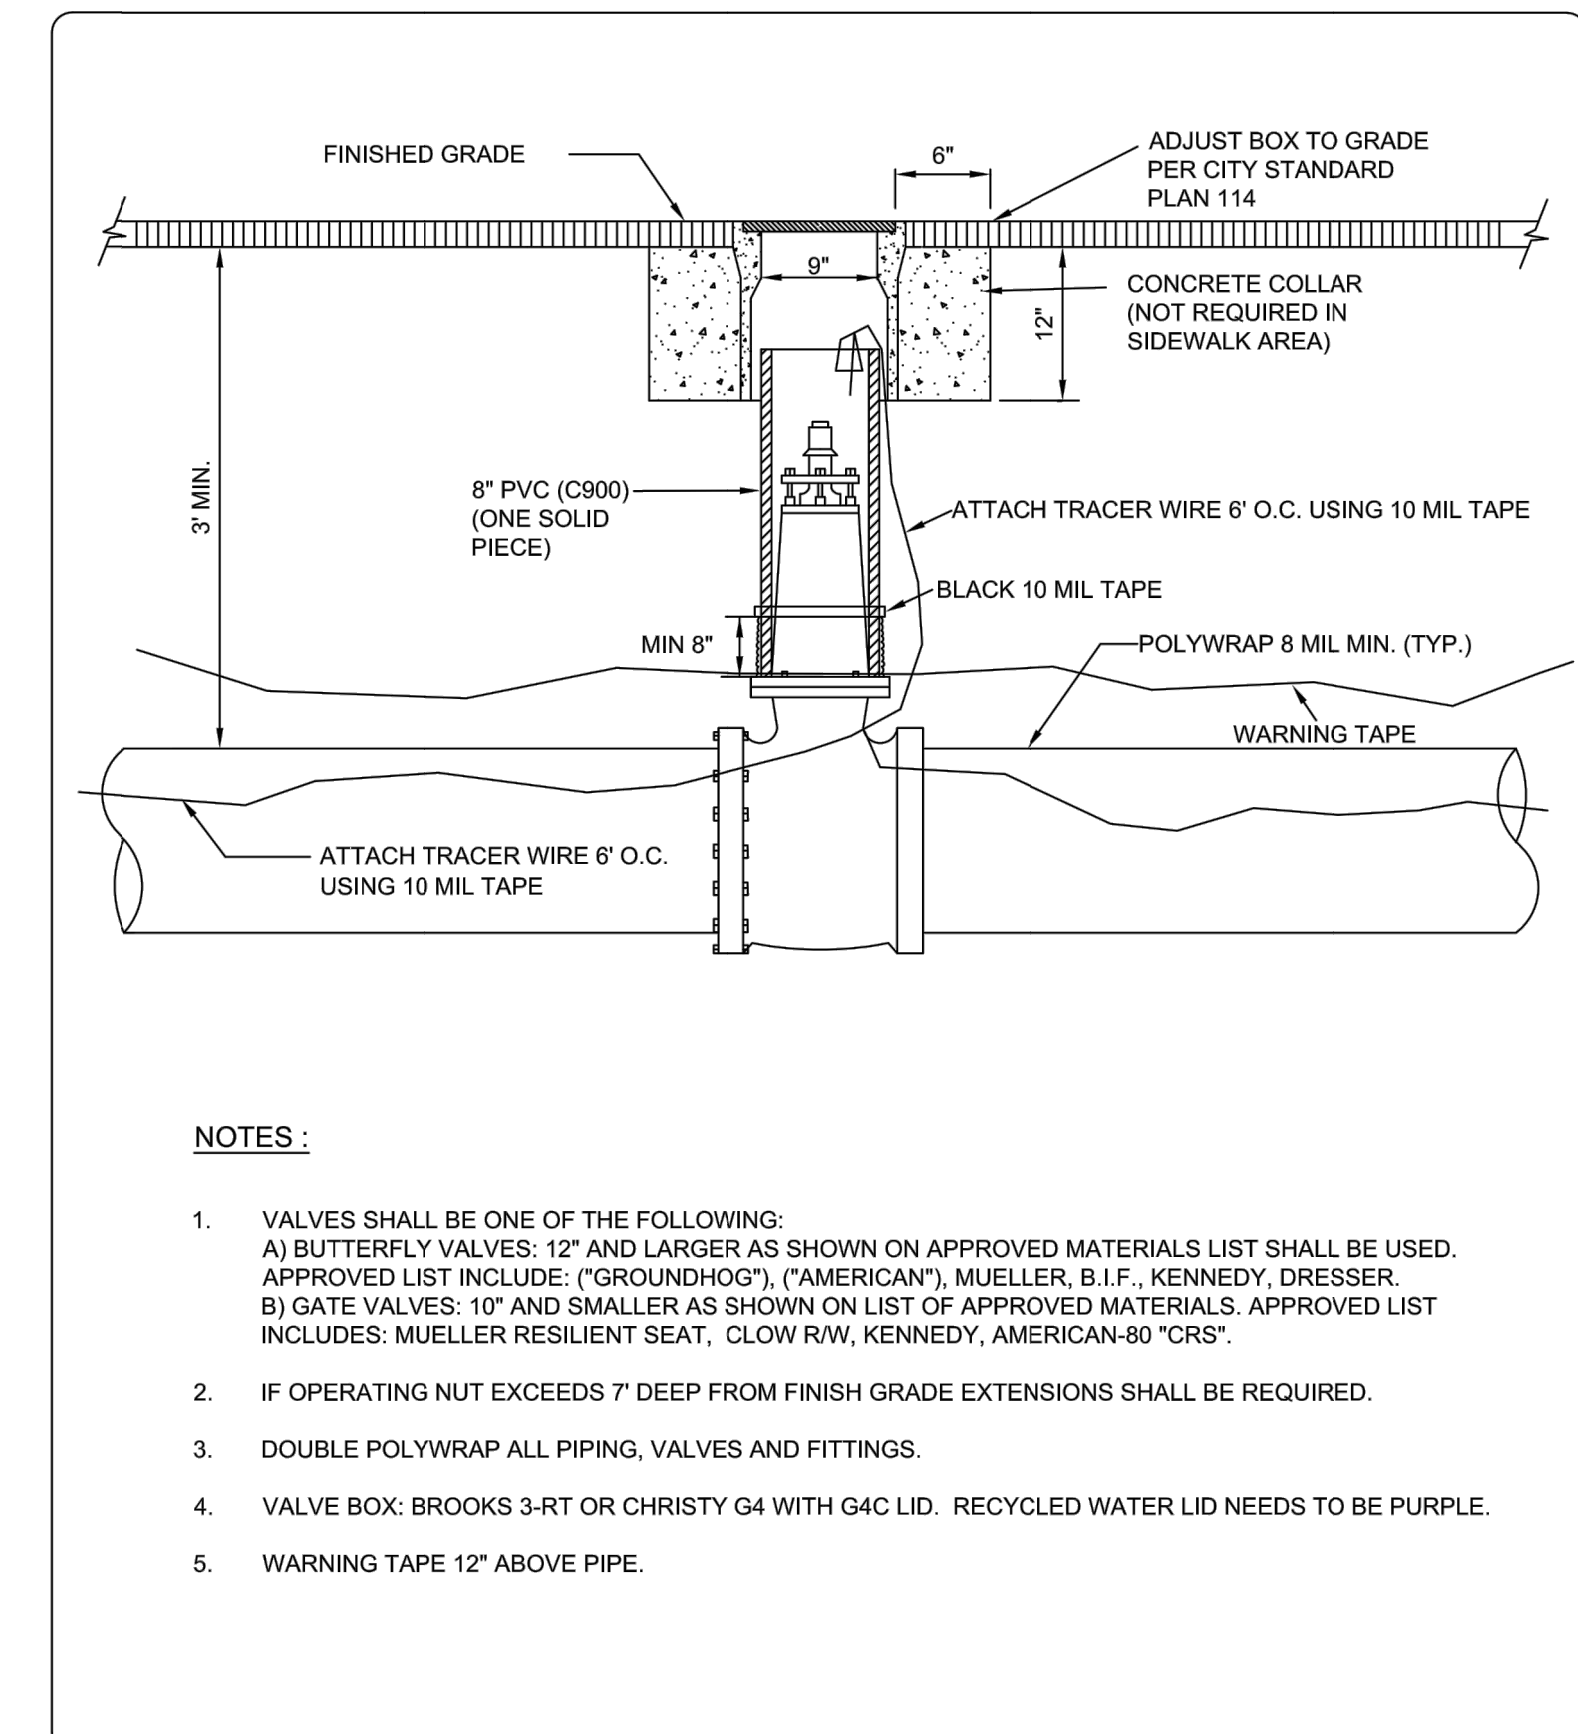 FINISHED GRADE
6"
ADJUST BOX TO GRADE
PER CITY STANDARD
PLAN 114
9"
CONCRETE COLLAR
(NOT REQUIRED IN
SIDEWALK AREA)
12"
3' MIN.
8" PVC (C900)
(ONE SOLID
PIECE)
ATTACH TRACER WIRE 6' O.C. USING 10 MIL TAPE
BLACK 10 MIL TAPE
MIN 8"
POLYWRAP 8 MIL MIN. (TYP.)
WARNING TAPE
ATTACH TRACER WIRE 6' O.C.
USING 10 MIL TAPE
NOTES :
1. VALVES SHALL BE ONE OF THE FOLLOWING:
A) BUTTERFLY VALVES: 12" AND LARGER AS SHOWN ON APPROVED MATERIALS LIST SHALL BE USED.
APPROVED LIST INCLUDE: ("GROUNDHOG"), ("AMERICAN"), MUELLER, B.I.F., KENNEDY, DRESSER.
B) GATE VALVES: 10" AND SMALLER AS SHOWN ON LIST OF APPROVED MATERIALS. APPROVED LIST
INCLUDES: MUELLER RESILIENT SEAT, CLOW R/W, KENNEDY, AMERICAN-80 "CRS".
2. IF OPERATING NUT EXCEEDS 7' DEEP FROM FINISH GRADE EXTENSIONS SHALL BE REQUIRED.
3. DOUBLE POLYWRAP ALL PIPING, VALVES AND FITTINGS.
4. VALVE BOX: BROOKS 3-RT OR CHRISTY G4 WITH G4C LID. RECYCLED WATER LID NEEDS TO BE PURPLE.
5. WARNING TAPE 12" ABOVE PIPE.